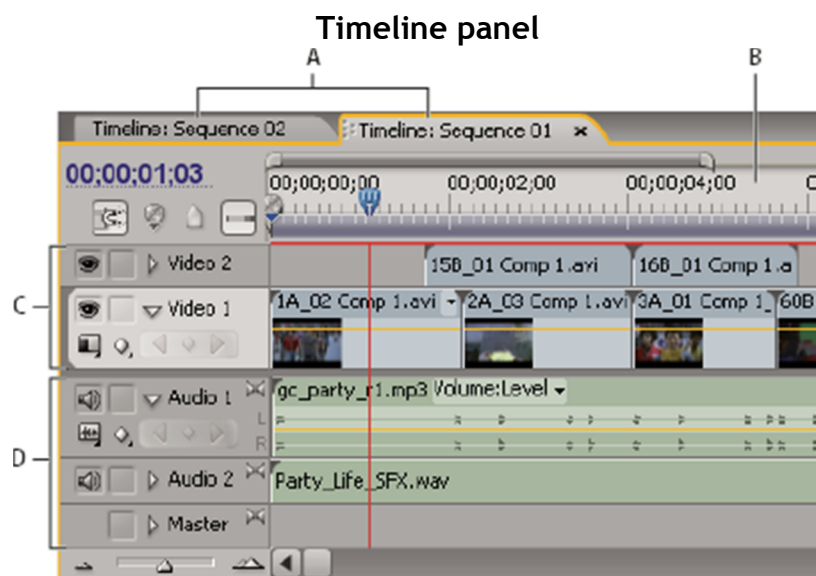 Timeline panel
A B
Timeline: Sequence 02 Timeline: Sequence 01
00;00;01;03
00;00;00;00 00;00;02;00 00;00;04;00
C
Video 2 15B_01 Comp 1.avi 16B_01 Comp 1.a
Video 1 1A_02 Comp 1.avi 2A_03 Comp 1.avi 3A_01 Comp 1_ 60B
D
Audio 1 gc_party_r1.mp3 Volume:Level
L
R
Audio 2 Party_Life_SFX.wav
Master